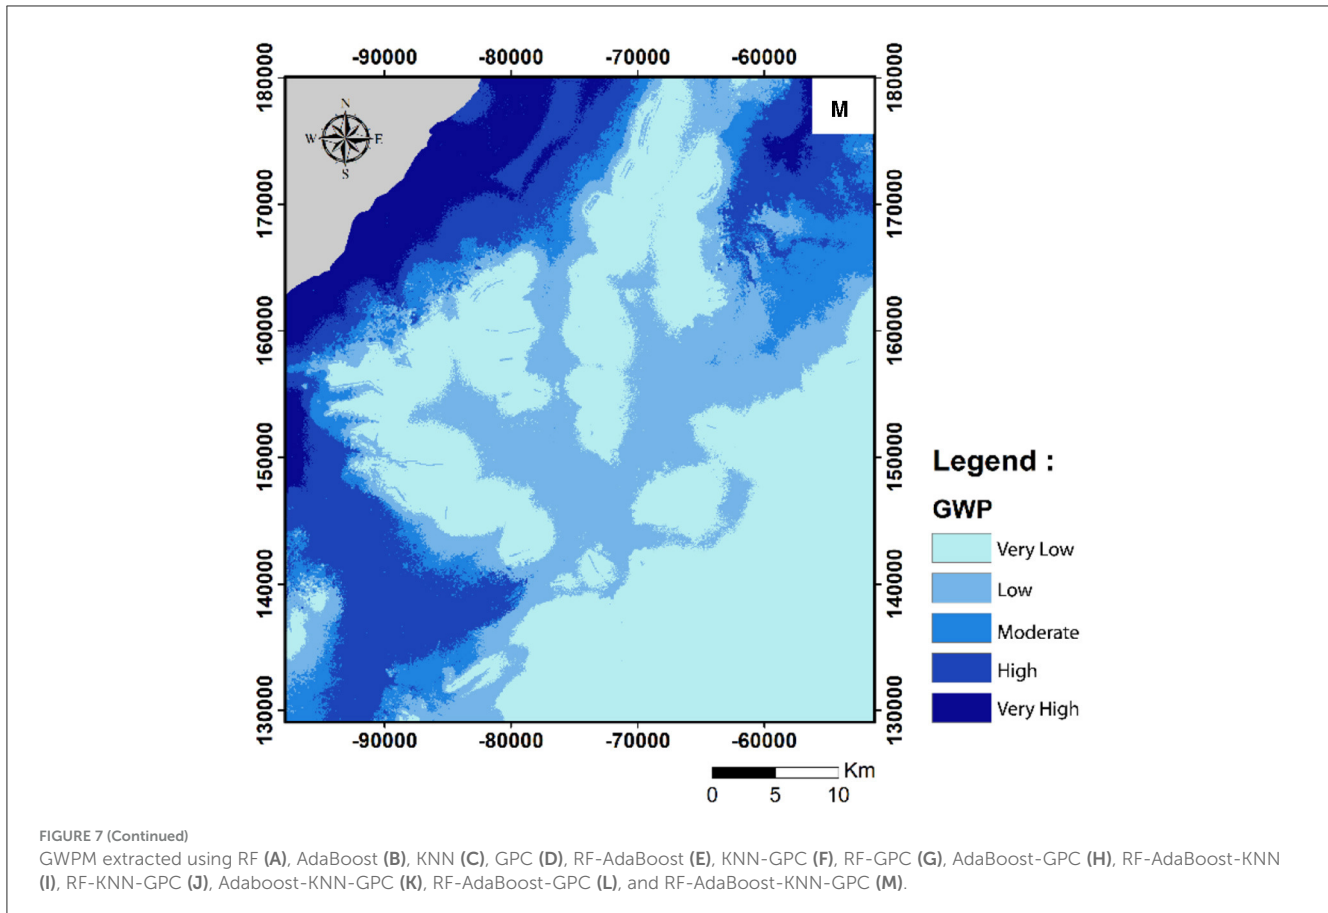 -90000 -80000 -70000 -60000
180000 180000
M
N
W E
S
170000 170000
160000 160000
150000 150000
140000 140000
130000 130000
-90000 -80000 -70000 -60000
Legend :
GWP
Very Low
Low
Moderate
High
Very High
Km
0 5 10
FIGURE 7 (Continued)
GWPM extracted using RF (A), AdaBoost (B), KNN (C), GPC (D), RF-AdaBoost (E), KNN-GPC (F), RF-GPC (G), AdaBoost-GPC (H), RF-AdaBoost-KNN
(I), RF-KNN-GPC (J), Adaboost-KNN-GPC (K), RF-AdaBoost-GPC (L), and RF-AdaBoost-KNN-GPC (M).